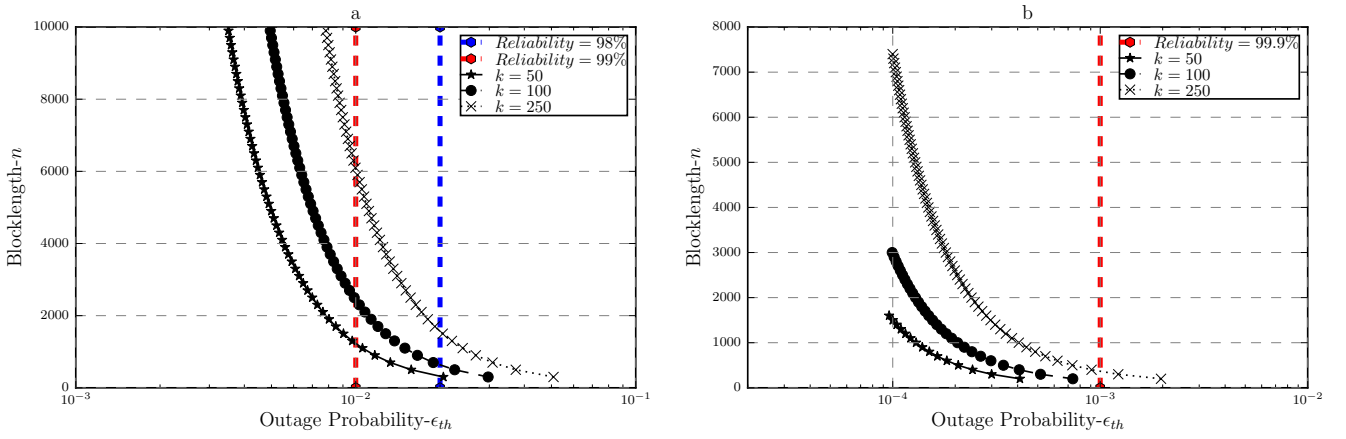 a
10000
8000
6000
4000
2000
0
Blocklength-n
10⁻³
10⁻²
10⁻¹
Outage Probability-ϵ_th
Reliability = 98%
Reliability = 99%
k = 50
k = 100
k = 250
b
8000
7000
6000
5000
4000
3000
2000
1000
0
Blocklength-n
10⁻⁴
10⁻³
10⁻²
Outage Probability-ϵ_th
Reliability = 99.9%
k = 50
k = 100
k = 250